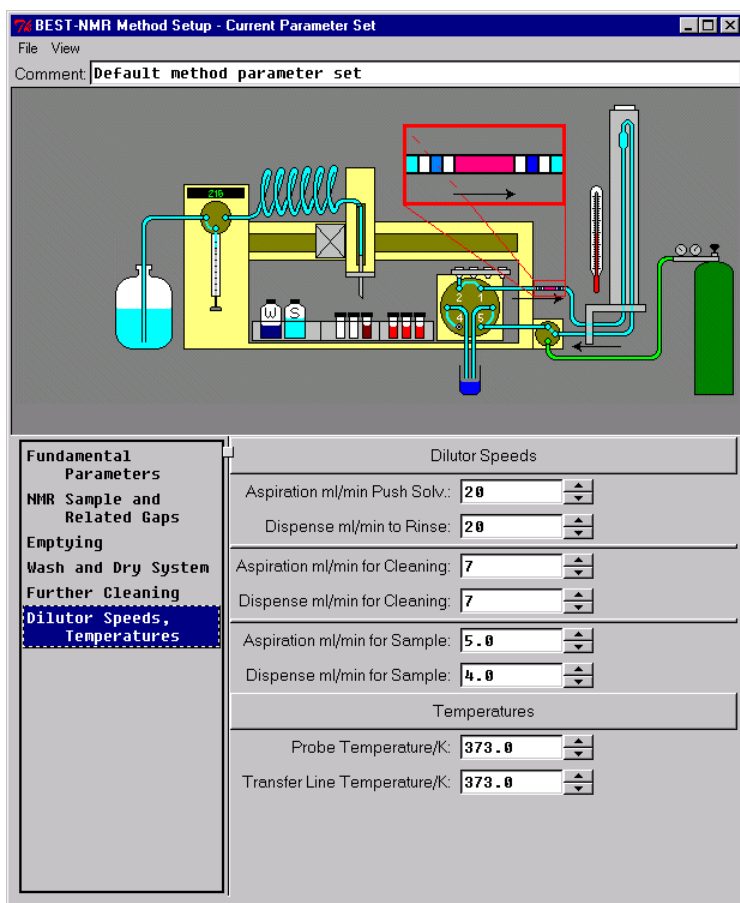 BEST-NMR Method Setup - Current Parameter Set
File View
Comment: Default method parameter set
216
W S
2 1
4 5
Fundamental
Parameters
NMR Sample and
Related Gaps
Emptying
Wash and Dry System
Further Cleaning
Dilutor Speeds,
Temperatures
Dilutor Speeds
Aspiration ml/min Push Solv.: 20
Dispense ml/min to Rinse: 20
Aspiration ml/min for Cleaning: 7
Dispense ml/min for Cleaning: 7
Aspiration ml/min for Sample: 5.0
Dispense ml/min for Sample: 4.0
Temperatures
Probe Temperature/K: 373.0
Transfer Line Temperature/K: 373.0